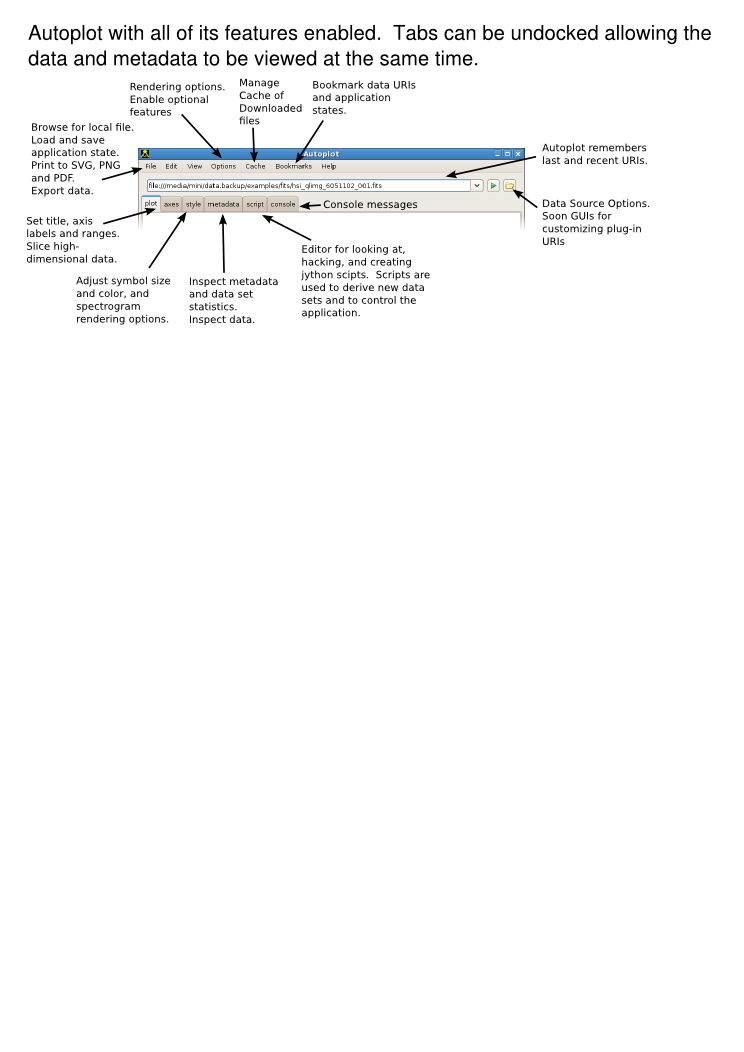 Autoplot with all of its features enabled.  Tabs can be undocked allowing the
data and metadata to be viewed at the same time.
Rendering options.
Enable optional
features
Manage
Cache of
Downloaded
files
Bookmark data URIs
and application
states.
Browse for local file.
Load and save
application state.
Print to SVG, PNG
and PDF.
Export data.
Autoplot remembers
last and recent URIs.
Autoplot
File Edit View Options Cache Bookmarks Help
file:///media/mini/data.backup/examples/fits/hsi_qlimg_6051102_001.fits
plot axes style metadata script console
Console messages
Data Source Options.
Soon GUIs for
customizing plug-in
URIs
Set title, axis
labels and ranges.
Slice high-
dimensional data.
Adjust symbol size
and color, and
spectrogram
rendering options.
Inspect metadata
and data set
statistics.
Inspect data.
Editor for looking at,
hacking, and creating
jython scipts.  Scripts are
used to derive new data
sets and to control the
application.